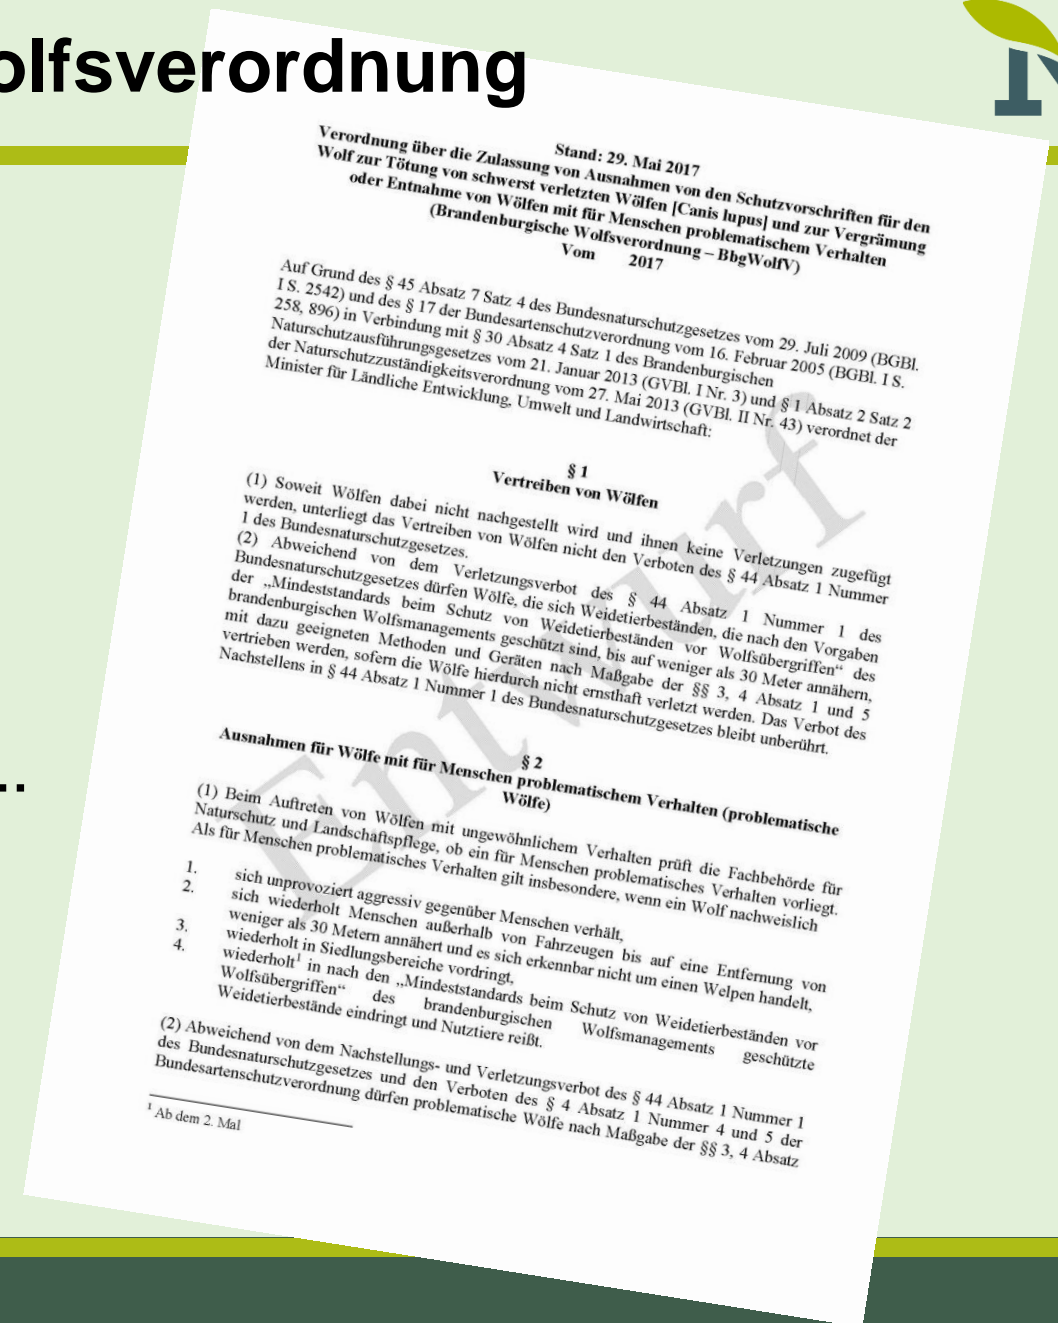 olfsverordnung
Stand: 29. Mai 2017
Verordnung über die Zulassung von Ausnahmen von den Schutzvorschriften für den
Wolf zur Tötung von schwerst verletzten Wölfen [Canis lupus] und zur Vergrämung
oder Entnahme von Wölfen mit für Menschen problematischem Verhalten
(Brandenburgische Wolfsverordnung – BbgWolfV)
Vom 2017
Auf Grund des § 45 Absatz 7 Satz 4 des Bundesnaturschutzgesetzes vom 29. Juli 2009 (BGBl.
I S. 2542) und des § 17 der Bundesartenschutzverordnung vom 16. Februar 2005 (BGBl. I S.
258, 896) in Verbindung mit § 30 Absatz 4 Satz 1 des Brandenburgischen
Naturschutzausführungsgesetzes vom 21. Januar 2013 (GVBl. I Nr. 3) und § 1 Absatz 2 Satz 2
der Naturschutzzuständigkeitsverordnung vom 27. Mai 2013 (GVBl. II Nr. 43) verordnet der
Minister für Ländliche Entwicklung, Umwelt und Landwirtschaft:
§ 1
Vertreiben von Wölfen
(1) Soweit Wölfen dabei nicht nachgestellt wird und ihnen keine Verletzungen zugefügt
werden, unterliegt das Vertreiben von Wölfen nicht den Verboten des § 44 Absatz 1 Nummer
1 des Bundesnaturschutzgesetzes.
(2) Abweichend von dem Verletzungsverbot des § 44 Absatz 1 Nummer 1 des
Bundesnaturschutzgesetzes dürfen Wölfe, die sich Weidetierbeständen, die nach den Vorgaben
der „Mindeststandards beim Schutz von Weidetierbeständen vor Wolfsübergriffen“ des
brandenburgischen Wolfsmanagements geschützt sind, bis auf weniger als 30 Meter annähern,
mit dazu geeigneten Methoden und Geräten nach Maßgabe der §§ 3, 4 Absatz 1 und 5
vertrieben werden, sofern die Wölfe hierdurch nicht ernsthaft verletzt werden. Das Verbot des
Nachstellens in § 44 Absatz 1 Nummer 1 des Bundesnaturschutzgesetzes bleibt unberührt.
§ 2
Ausnahmen für Wölfe mit für Menschen problematischem Verhalten (problematische
Wölfe)
(1) Beim Auftreten von Wölfen mit ungewöhnlichem Verhalten prüft die Fachbehörde für
Naturschutz und Landschaftspflege, ob ein für Menschen problematisches Verhalten vorliegt.
Als für Menschen problematisches Verhalten gilt insbesondere, wenn ein Wolf nachweislich
1. sich unprovoziert aggressiv gegenüber Menschen verhält,
2. sich wiederholt Menschen außerhalb von Fahrzeugen bis auf eine Entfernung von
weniger als 30 Metern annähert und es sich erkennbar nicht um einen Welpen handelt,
3. wiederholt in Siedlungsbereiche vordringt,
4. wiederholt¹ in nach den „Mindeststandards beim Schutz von Weidetierbeständen vor
Wolfsübergriffen“ des brandenburgischen Wolfsmanagements geschützte
Weidetierbestände eindringt und Nutztiere reißt.
(2) Abweichend von dem Nachstellungs- und Verletzungsverbot des § 44 Absatz 1 Nummer 1
des Bundesnaturschutzgesetzes und den Verboten des § 4 Absatz 1 Nummer 4 und 5 der
Bundesartenschutzverordnung dürfen problematische Wölfe nach Maßgabe der §§ 3, 4 Absatz
¹ Ab dem 2. Mal
Entwurf
..